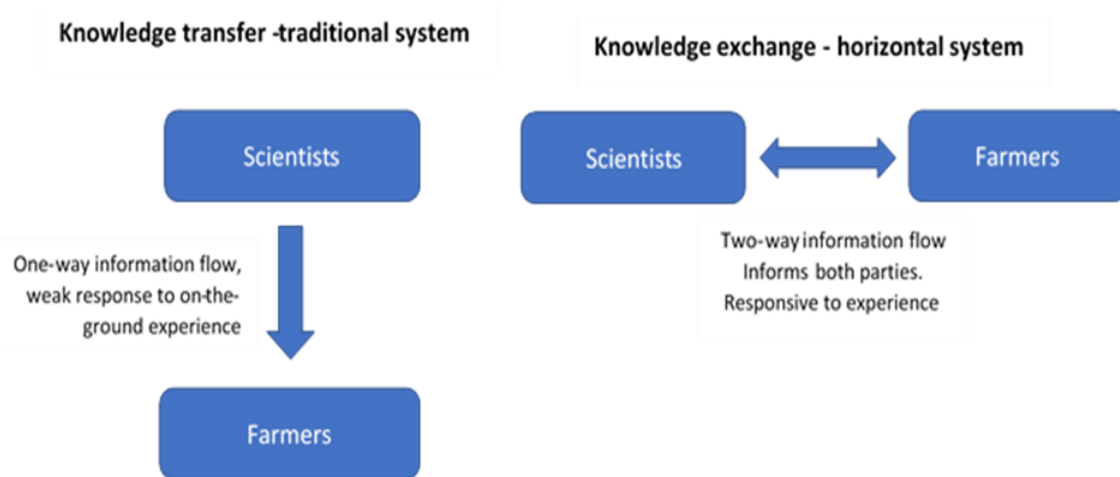 Knowledge transfer -traditional system
Scientists
One-way information flow,
weak response to on-the-
ground experience
Farmers
Knowledge exchange - horizontal system
Scientists
Farmers
Two-way information flow
Informs both parties.
Responsive to experience